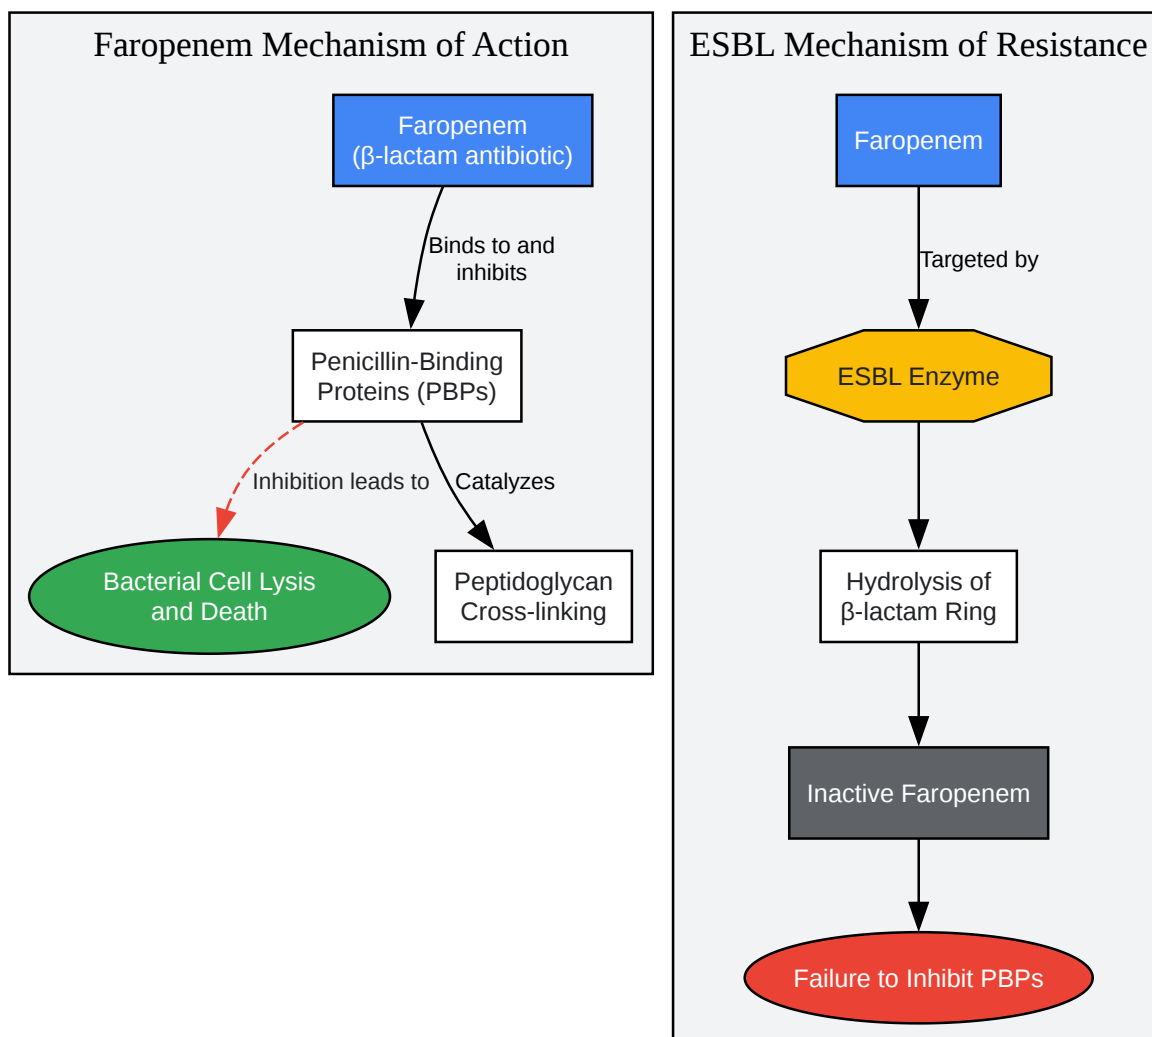 Faropenem Mechanism of Action
Faropenem
(β-lactam antibiotic)
Binds to and
inhibits
Penicillin-Binding
Proteins (PBPs)
Inhibition leads to
Catalyzes
Bacterial Cell Lysis
and Death
Peptidoglycan
Cross-linking
ESBL Mechanism of Resistance
Faropenem
Targeted by
ESBL Enzyme
Hydrolysis of
β-lactam Ring
Inactive Faropenem
Failure to Inhibit PBPs